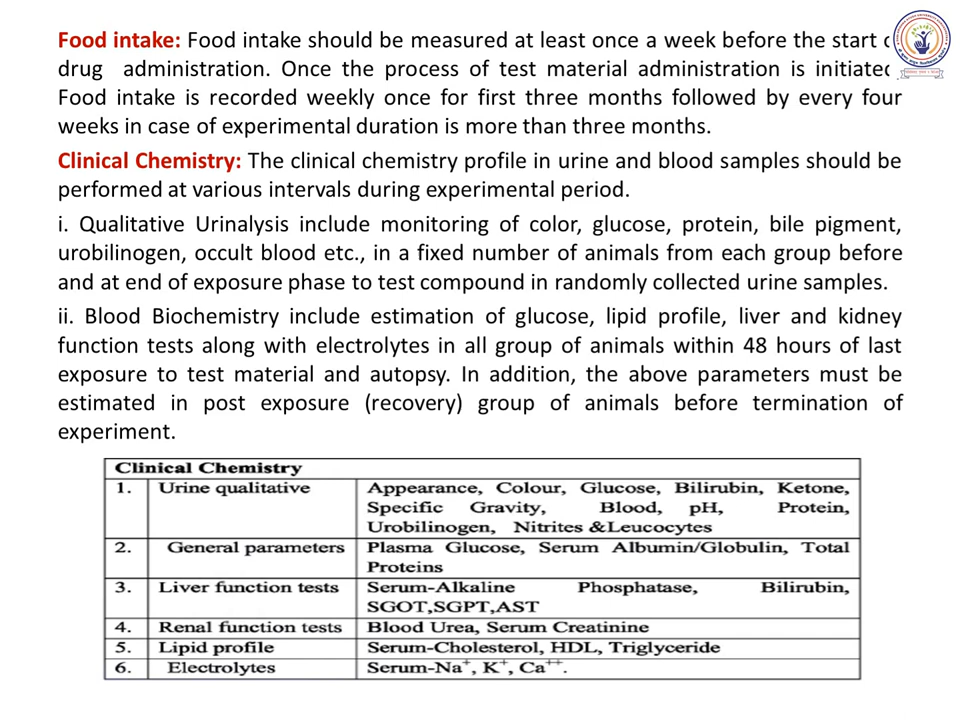 Food intake: Food intake should be measured at least once a week before the start
drug administration. Once the process of test material administration is initiated
Food intake is recorded weekly once for first three months followed by every four
weeks in case of experimental duration is more than three months.
Clinical Chemistry: The clinical chemistry profile in urine and blood samples should be
performed at various intervals during experimental period.
i. Qualitative Urinalysis include monitoring of color, glucose, protein, bile pigment,
urobilinogen, occult blood etc., in a fixed number of animals from each group before
and at end of exposure phase to test compound in randomly collected urine samples.
ii. Blood Biochemistry include estimation of glucose, lipid profile, liver and kidney
function tests along with electrolytes in all group of animals within 48 hours of last
exposure to test material and autopsy. In addition, the above parameters must be
estimated in post exposure (recovery) group of animals before termination of
experiment.
Clinical Chemistry
1. Urine qualitative Appearance, Colour, Glucose, Bilirubin, Ketone,
Specific Gravity, Blood, pH, Protein,
Urobilinogen, Nitrites &Leucocytes
2. General parameters Plasma Glucose, Serum Albumin/Globulin, Total
Proteins
3. Liver function tests Serum-Alkaline Phosphatase, Bilirubin,
SGOT,SGPT,AST
4. Renal function tests Blood Urea, Serum Creatinine
5. Lipid profile Serum-Cholesterol, HDL, Triglyceride
6. Electrolytes Serum-Na⁺, K⁺, Ca⁺⁺.